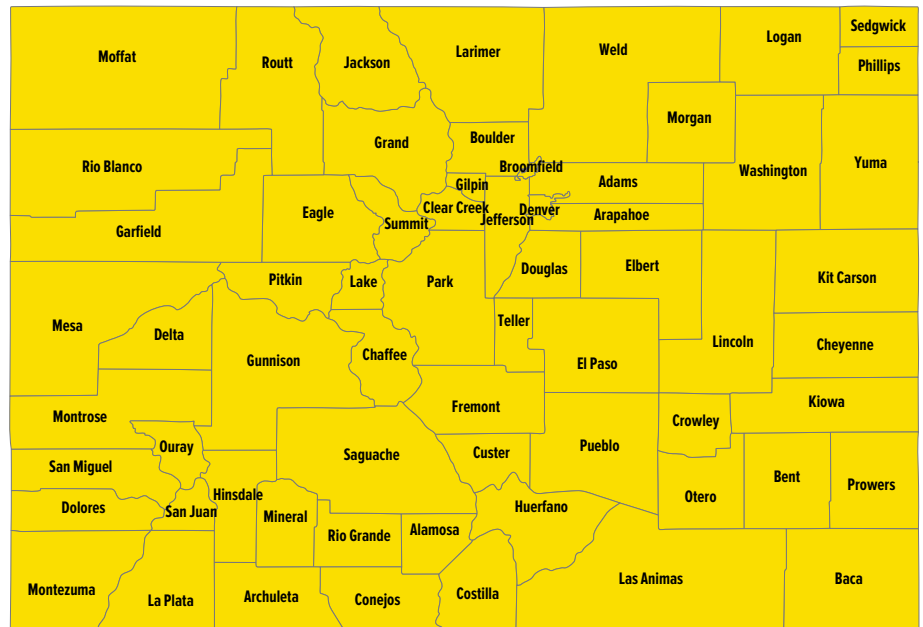 Sedgwick
Logan
Moffat
Routt
Jackson
Larimer
Weld
Phillips
Morgan
Boulder
Grand
Rio Blanco
Broomfield
Washington
Yuma
Gilpin
Adams
Clear Creek
Eagle
Denver
Arapahoe
Jefferson
Summit
Garfield
Elbert
Douglas
Kit Carson
Pitkin
Lake
Park
Teller
Mesa
Delta
Lincoln
Cheyenne
Chaffee
Gunnison
El Paso
Kiowa
Fremont
Montrose
Crowley
Ouray
Pueblo
Custer
Saguache
San Miguel
Bent
Prowers
Hinsdale
Otero
Dolores
San Juan
Huerfano
Mineral
Alamosa
Rio Grande
Las Animas
Baca
Montezuma
Costilla
Archuleta
La Plata
Conejos